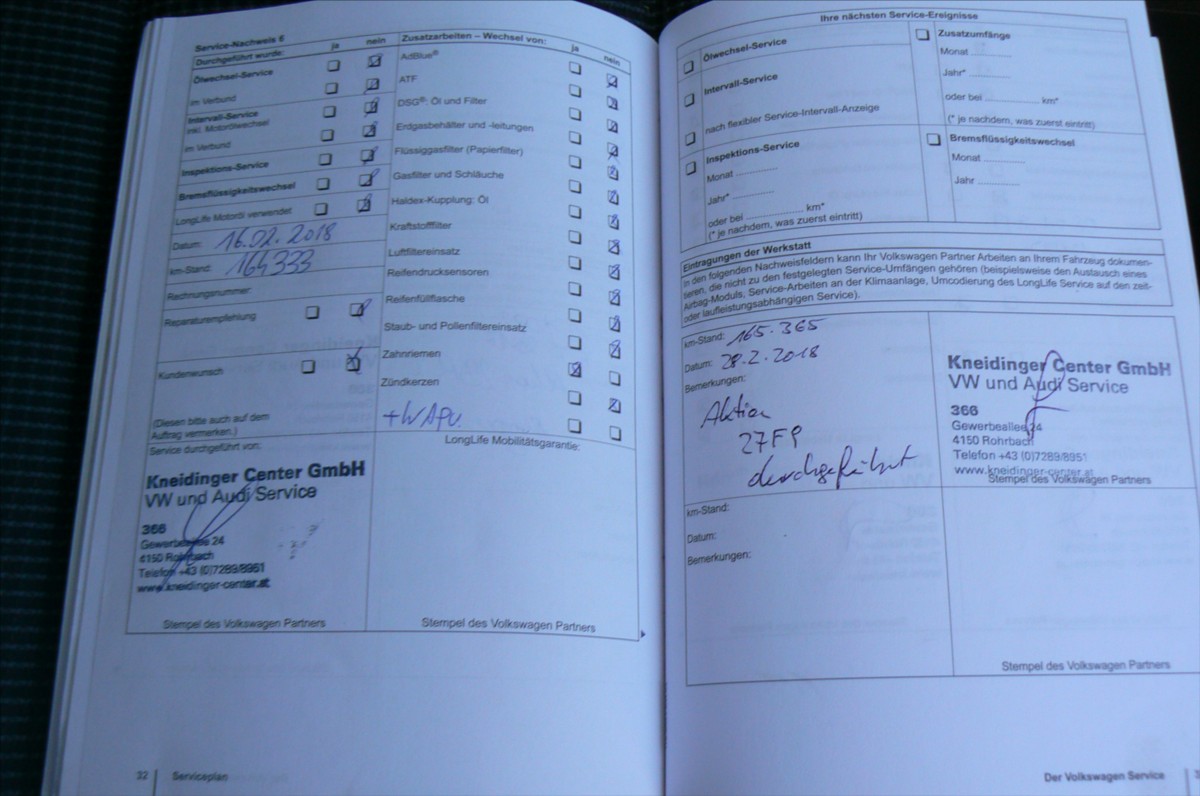 Service-Nachweis 6
Durchgeführt wurde: ja nein
Ölwechsel-Service
im Verbund
Intervall-Service
inkl. Motorölwechsel
im Verbund
Inspektions-Service
Bremsflüssigkeitswechsel
LongLife Motoröl verwendet
Datum: 16.02.2018
km-Stand: 164 333
Rechnungsnummer:
Reparaturempfehlung
Kundenwunsch
(Diesen bitte auch auf dem
Auftrag vermerken.)
Service durchgeführt von:
Kneidinger Center GmbH
VW und Audi Service
366
Gewerbeallee 24
4150 Rohrbach
Telefon +43 (0)7289/8951
www.kneidinger-center.at
Stempel des Volkswagen Partners
Zusatzarbeiten – Wechsel von: ja nein
AdBlue®
ATF
DSG®: Öl und Filter
Erdgasbehälter und -leitungen
Flüssiggasfilter (Papierfilter)
Gasfilter und Schläuche
Haldex-Kupplung: Öl
Kraftstofffilter
Luftfiltereinsatz
Reifendrucksensoren
Reifenfüllflasche
Staub- und Pollenfiltereinsatz
Zahnriemen
Zündkerzen
+WAPU
LongLife Mobilitätsgarantie:
Stempel des Volkswagen Partners
32 Serviceplan
Ihre nächsten Service-Ereignisse
Ölwechsel-Service
Intervall-Service
nach flexibler Service-Intervall-Anzeige
Inspektions-Service
Monat ............
Jahr* ............
oder bei ............ km*
(* je nachdem, was zuerst eintritt)
Zusatzumfänge
Monat ............
Jahr* ............
oder bei ............ km*
(* je nachdem, was zuerst eintritt)
Bremsflüssigkeitswechsel
Monat ............
Jahr ............
Eintragungen der Werkstatt
In den folgenden Nachweisfeldern kann Ihr Volkswagen Partner Arbeiten an Ihrem Fahrzeug dokumen-
tieren, die nicht zu den festgelegten Service-Umfängen gehören (beispielsweise den Austausch eines
Airbag-Moduls, Service-Arbeiten an der Klimaanlage, Umcodierung des LongLife Service auf den zeit-
oder laufleistungsabhängigen Service).
km-Stand: 165.365
Datum: 28.2.2018
Bemerkungen:
Aktion
27F9
durchgeführt
Kneidinger Center GmbH
VW und Audi Service
366
Gewerbeallee 24
4150 Rohrbach
Telefon +43 (0)7289/8951
www.kneidinger-center.at
Stempel des Volkswagen Partners
km-Stand:
Datum:
Bemerkungen:
Stempel des Volkswagen Partners
Der Volkswagen Service